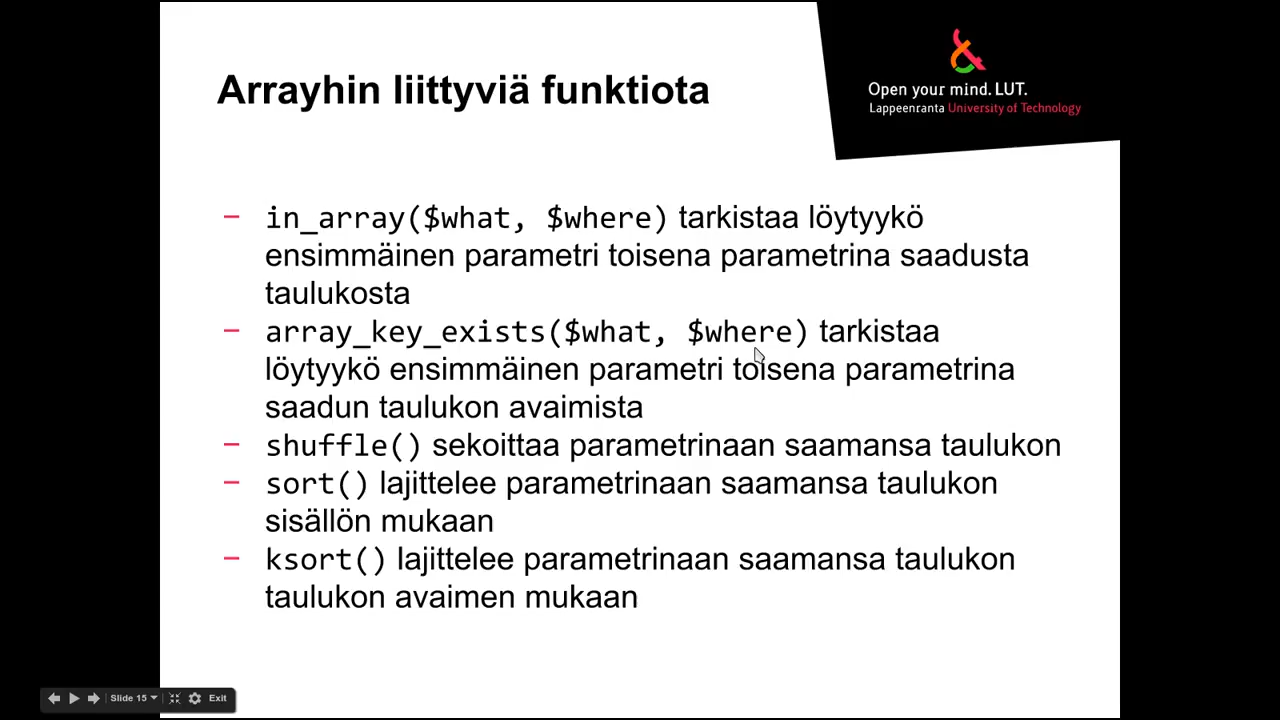 Arrayhin liittyviä funktiota
Open your mind. LUT.
Lappeenranta University of Technology
– in_array($what, $where) tarkistaa löytyykö
ensimmäinen parametri toisena parametrina saadusta
taulukosta
– array_key_exists($what, $where) tarkistaa
löytyykö ensimmäinen parametri toisena parametrina
saadun taulukon avaimista
– shuffle() sekoittaa parametrinaan saamansa taulukon
– sort() lajittelee parametrinaan saamansa taulukon
sisällön mukaan
– ksort() lajittelee parametrinaan saamansa taulukon
taulukon avaimen mukaan
Slide 15 Exit